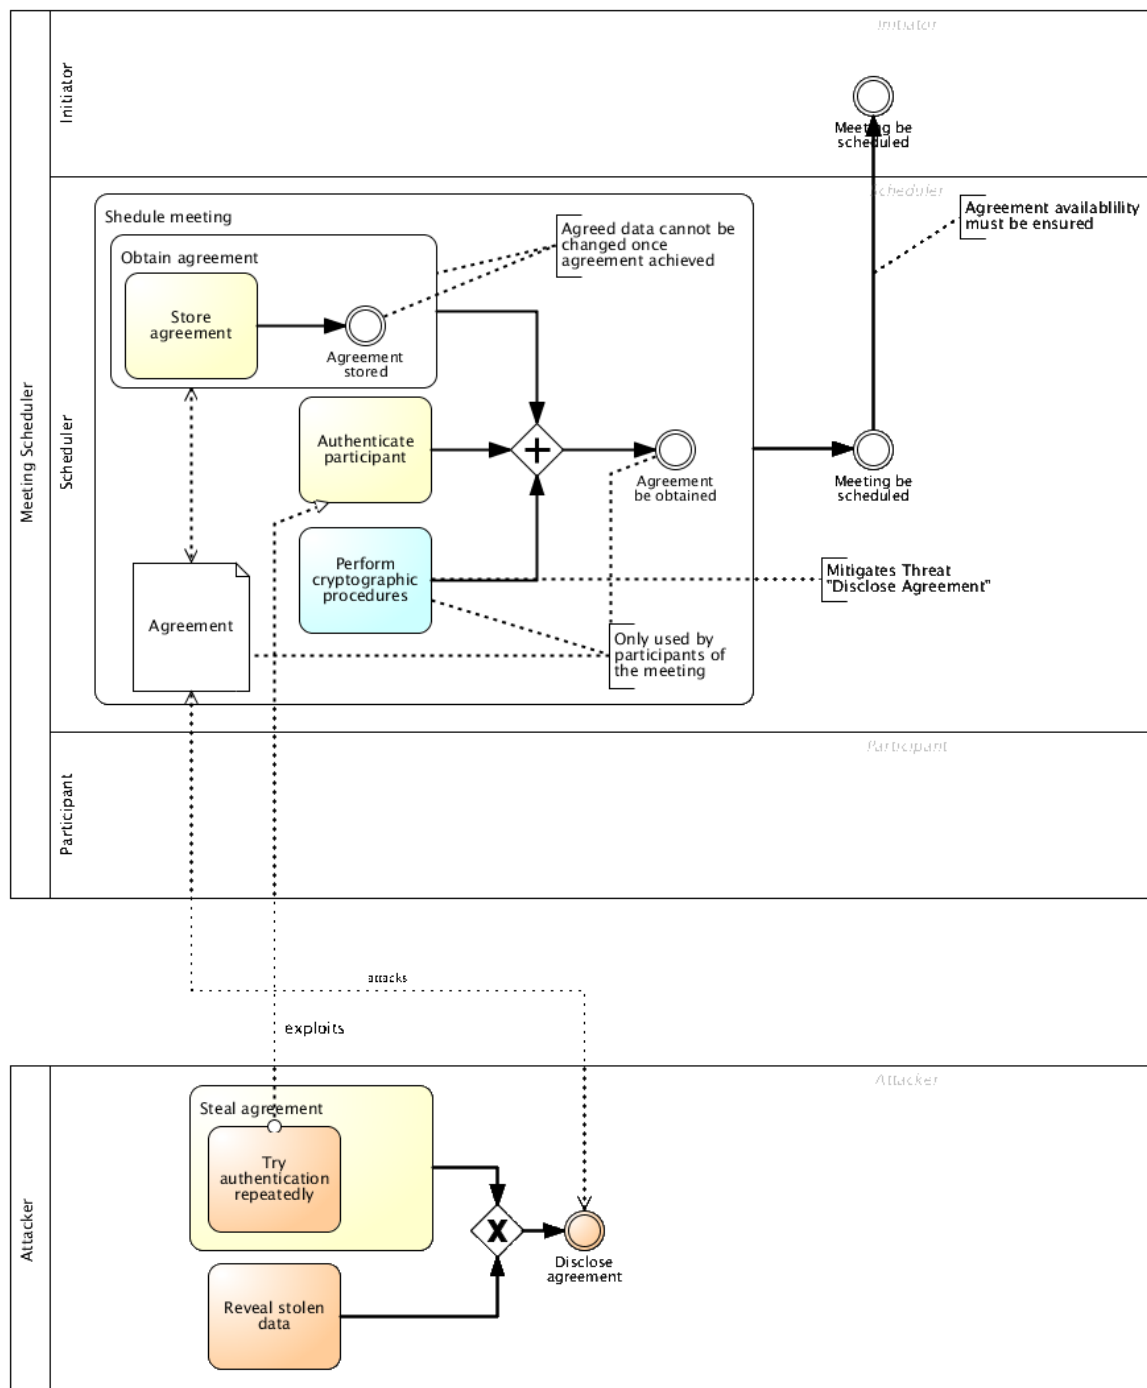 Initiator
Initiator
Meeting be
scheduled
Meeting Scheduler
Scheduler
Scheduler
Shedule meeting
Obtain agreement
Store
agreement
Agreement
stored
Agreed data cannot be
changed once
agreement achieved
Agreement availablility
must be ensured
Authenticate
participant
Agreement
be obtained
Meeting be
scheduled
Perform
cryptographic
procedures
Mitigates Threat
"Disclose Agreement"
Agreement
Only used by
participants of
the meeting
Participant
Participant
attacks
exploits
Attacker
Attacker
Steal agreement
Try
authentication
repeatedly
Disclose
agreement
Reveal stolen
data